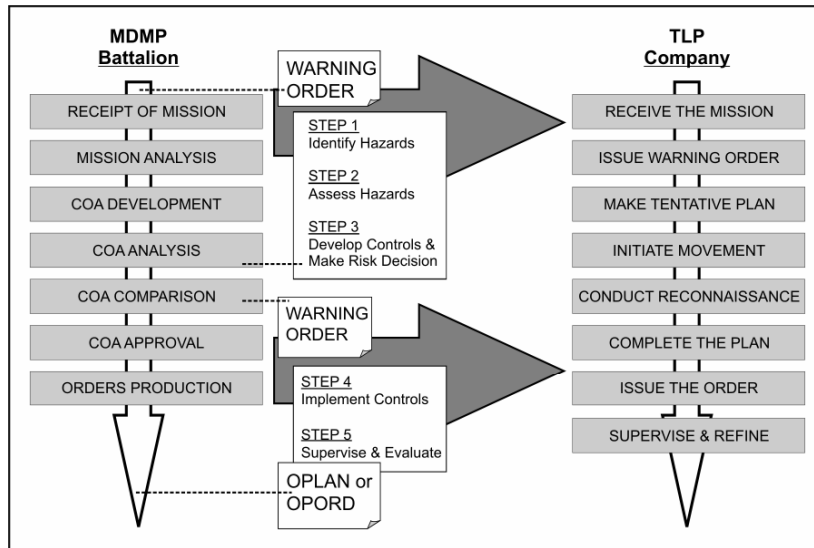 MDMP
Battalion
RECEIPT OF MISSION
MISSION ANALYSIS
COA DEVELOPMENT
COA ANALYSIS
COA COMPARISON
COA APPROVAL
ORDERS PRODUCTION
WARNING
ORDER
STEP 1
Identify Hazards
STEP 2
Assess Hazards
STEP 3
Develop Controls &
Make Risk Decision
WARNING
ORDER
STEP 4
Implement Controls
STEP 5
Supervise & Evaluate
OPLAN or
OPORD
TLP
Company
RECEIVE THE MISSION
ISSUE WARNING ORDER
MAKE TENTATIVE PLAN
INITIATE MOVEMENT
CONDUCT RECONNAISSANCE
COMPLETE THE PLAN
ISSUE THE ORDER
SUPERVISE & REFINE